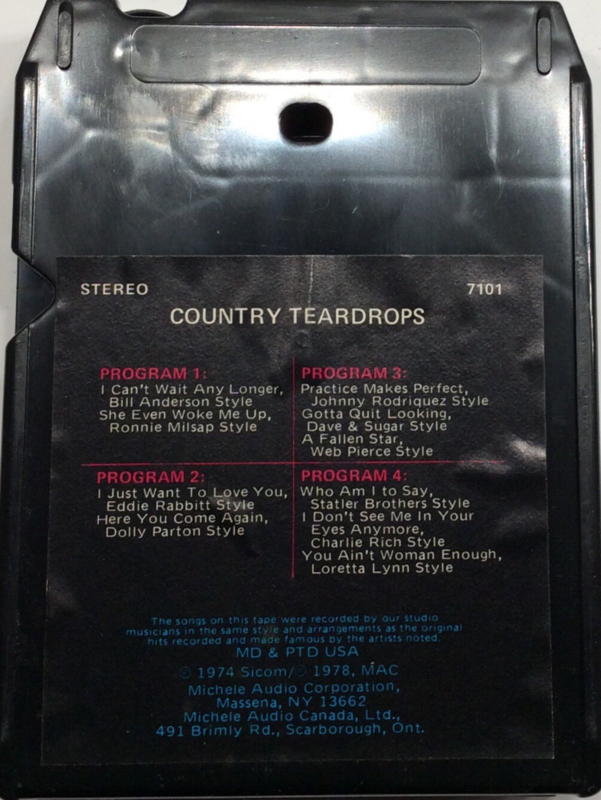 STEREO 7101
COUNTRY TEARDROPS
PROGRAM 1:
I Can't Wait Any Longer,
Bill Anderson Style
She Even Woke Me Up,
Ronnie Milsap Style
PROGRAM 2:
I Just Want To Love You,
Eddie Rabbitt Style
Here You Come Again,
Dolly Parton Style
PROGRAM 3:
Practice Makes Perfect,
Johnny Rodriquez Style
Gotta Quit Looking,
Dave & Sugar Style
A Fallen Star,
Web Pierce Style
PROGRAM 4:
Who Am I to Say,
Statler Brothers Style
I Don't See Me In Your
Eyes Anymore,
Charlie Rich Style
You Ain't Woman Enough,
Loretta Lynn Style
The songs on this tape were recorded by our studio
musicians in the same style and arrangements as the original
hits recorded and made famous by the artists noted.
MD & PTD USA
© 1974 Sicom/℗ 1978, MAC
Michele Audio Corporation,
Massena, NY 13662
Michele Audio Canada, Ltd.,
491 Brimly Rd., Scarborough, Ont.